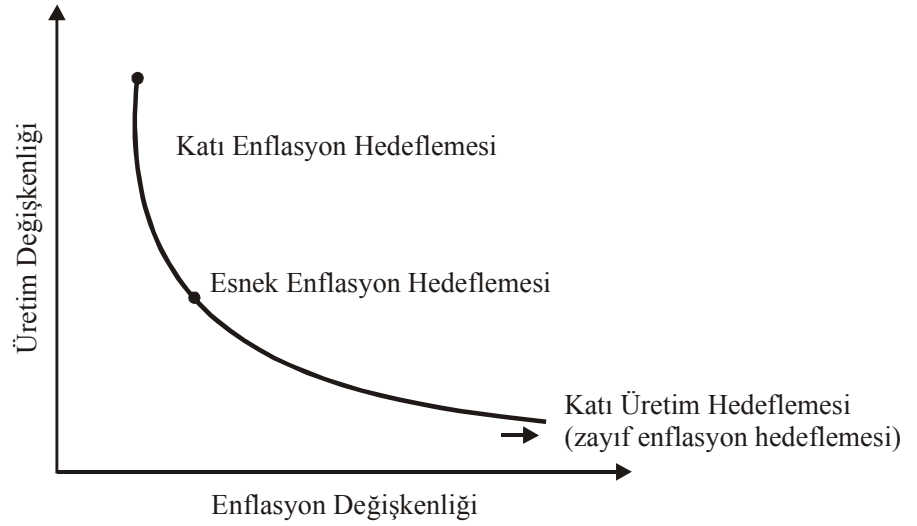 Üretim Değişkenliği
Katı Enflasyon Hedeflemesi
Esnek Enflasyon Hedeflemesi
Katı Üretim Hedeflemesi
(zayıf enflasyon hedeflemesi)
Enflasyon Değişkenliği